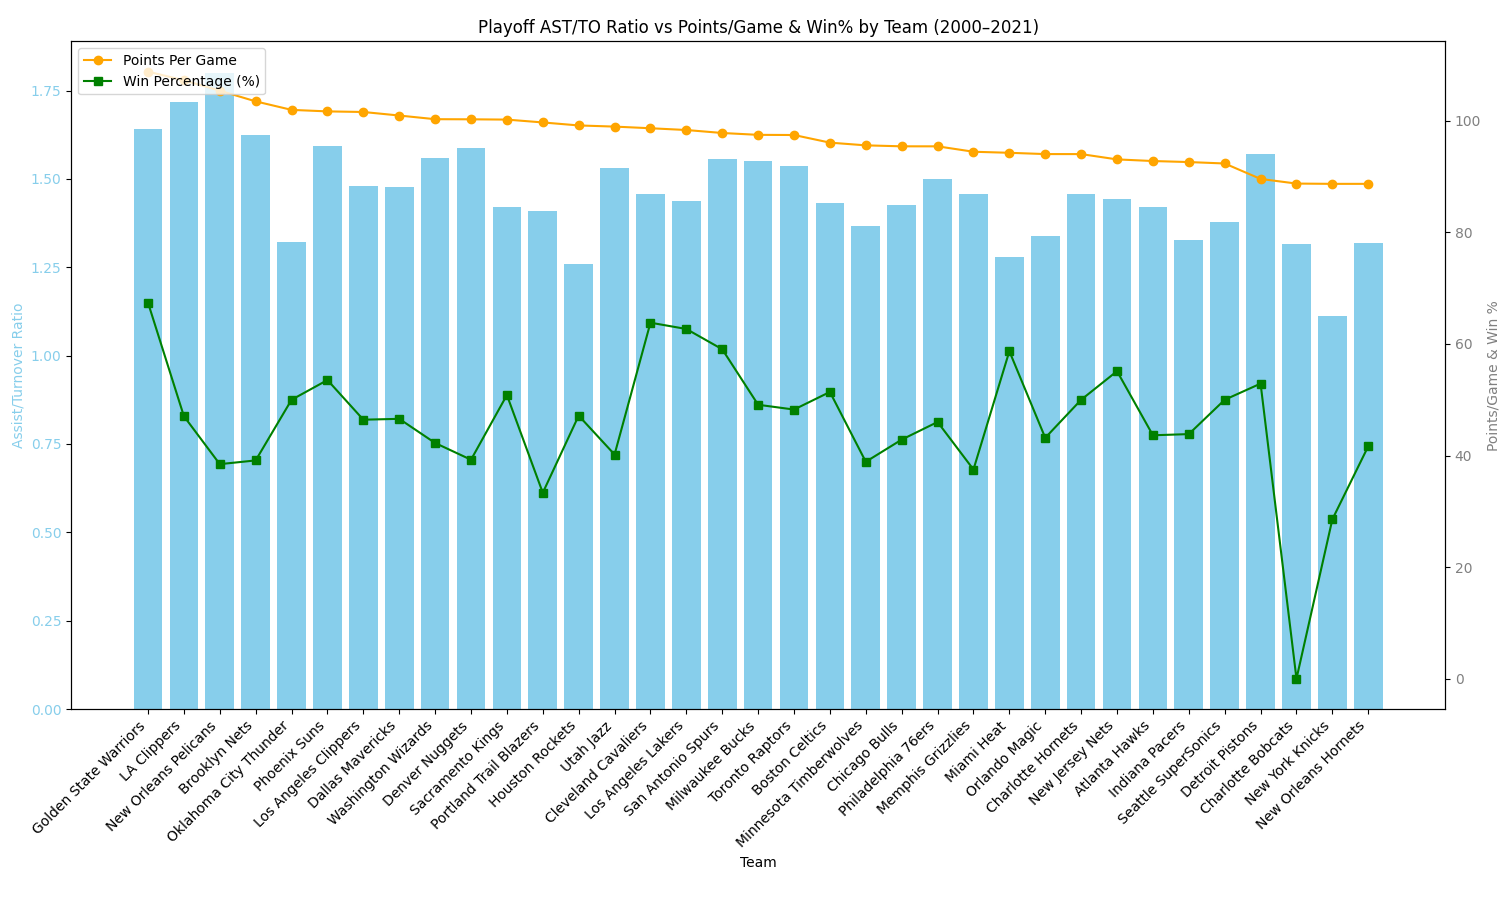 Playoff AST/TO Ratio vs Points/Game & Win% by Team (2000–2021)
Points Per Game
Win Percentage (%)
Assist/Turnover Ratio
1.75
1.50
1.25
1.00
0.75
0.50
0.25
0.00
Points/Game & Win %
100
80
60
40
20
0
Golden State Warriors
LA Clippers
New Orleans Pelicans
Brooklyn Nets
Oklahoma City Thunder
Phoenix Suns
Los Angeles Clippers
Dallas Mavericks
Washington Wizards
Denver Nuggets
Sacramento Kings
Portland Trail Blazers
Houston Rockets
Utah Jazz
Cleveland Cavaliers
Los Angeles Lakers
San Antonio Spurs
Milwaukee Bucks
Toronto Raptors
Boston Celtics
Minnesota Timberwolves
Chicago Bulls
Philadelphia 76ers
Memphis Grizzlies
Miami Heat
Orlando Magic
Charlotte Hornets
New Jersey Nets
Atlanta Hawks
Indiana Pacers
Seattle SuperSonics
Detroit Pistons
Charlotte Bobcats
New York Knicks
New Orleans Hornets
Team